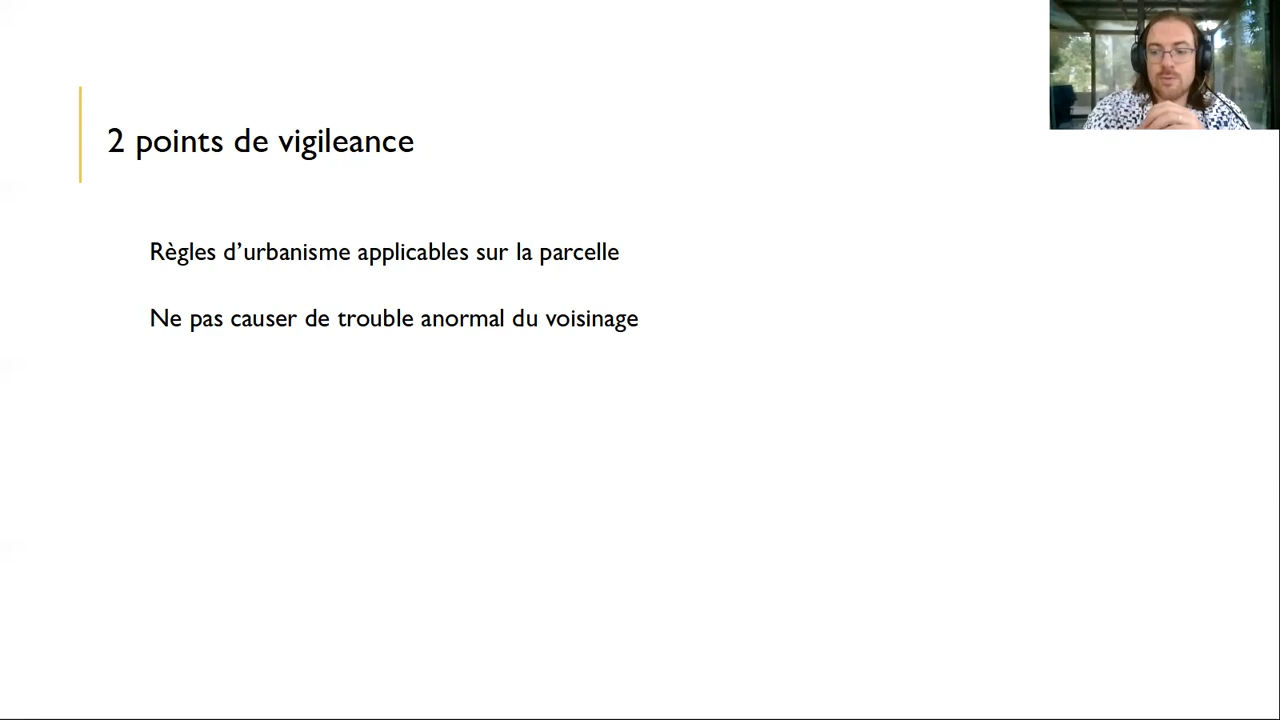 2 points de vigileance
Règles d’urbanisme applicables sur la parcelle
Ne pas causer de trouble anormal du voisinage